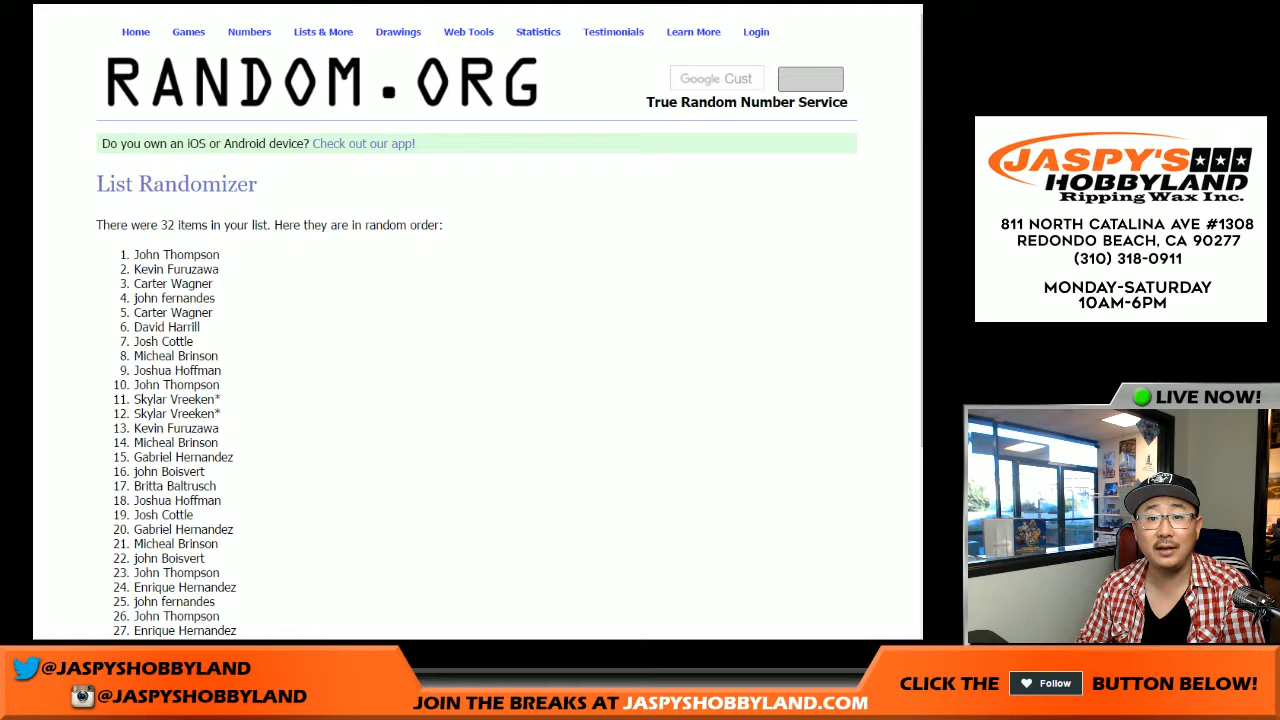 Home Games Numbers Lists & More Drawings Web Tools Statistics Testimonials Learn More Login
RANDOM.ORG
Google Cust
True Random Number Service
Do you own an iOS or Android device? Check out our app!
List Randomizer
There were 32 items in your list. Here they are in random order:
1. John Thompson
2. Kevin Furuzawa
3. Carter Wagner
4. john fernandes
5. Carter Wagner
6. David Harrill
7. Josh Cottle
8. Micheal Brinson
9. Joshua Hoffman
10. John Thompson
11. Skylar Vreeken*
12. Skylar Vreeken*
13. Kevin Furuzawa
14. Micheal Brinson
15. Gabriel Hernandez
16. john Boisvert
17. Britta Baltrusch
18. Joshua Hoffman
19. Josh Cottle
20. Gabriel Hernandez
21. Micheal Brinson
22. john Boisvert
23. John Thompson
24. Enrique Hernandez
25. john fernandes
26. John Thompson
27. Enrique Hernandez
JASPY'S
HOBBYLAND
Ripping Wax Inc.
811 NORTH CATALINA AVE #1308
REDONDO BEACH, CA 90277
(310) 318-0911
MONDAY-SATURDAY
10AM-6PM
LIVE NOW!
@JASPYSHOBBYLAND
@JASPYSHOBBYLAND
JOIN THE BREAKS AT JASPYSHOBBYLAND.COM
CLICK THE Follow BUTTON BELOW!